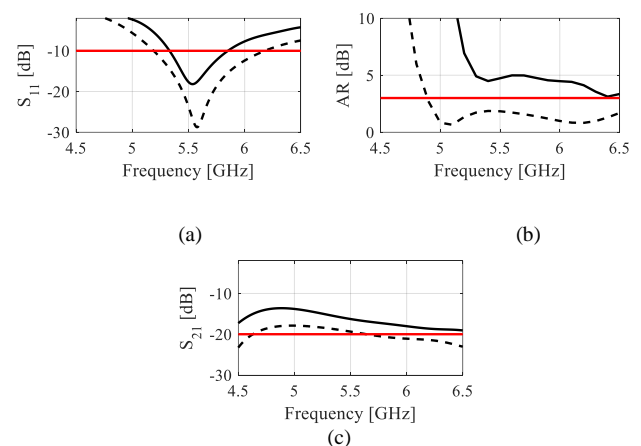 -10
-20
-30
S11 [dB]
4.5 5 5.5 6 6.5
Frequency [GHz]
(a)
10
5
0
AR [dB]
4.5 5 5.5 6 6.5
Frequency [GHz]
(b)
-10
-20
-30
S21 [dB]
4.5 5 5.5 6 6.5
Frequency [GHz]
(c)